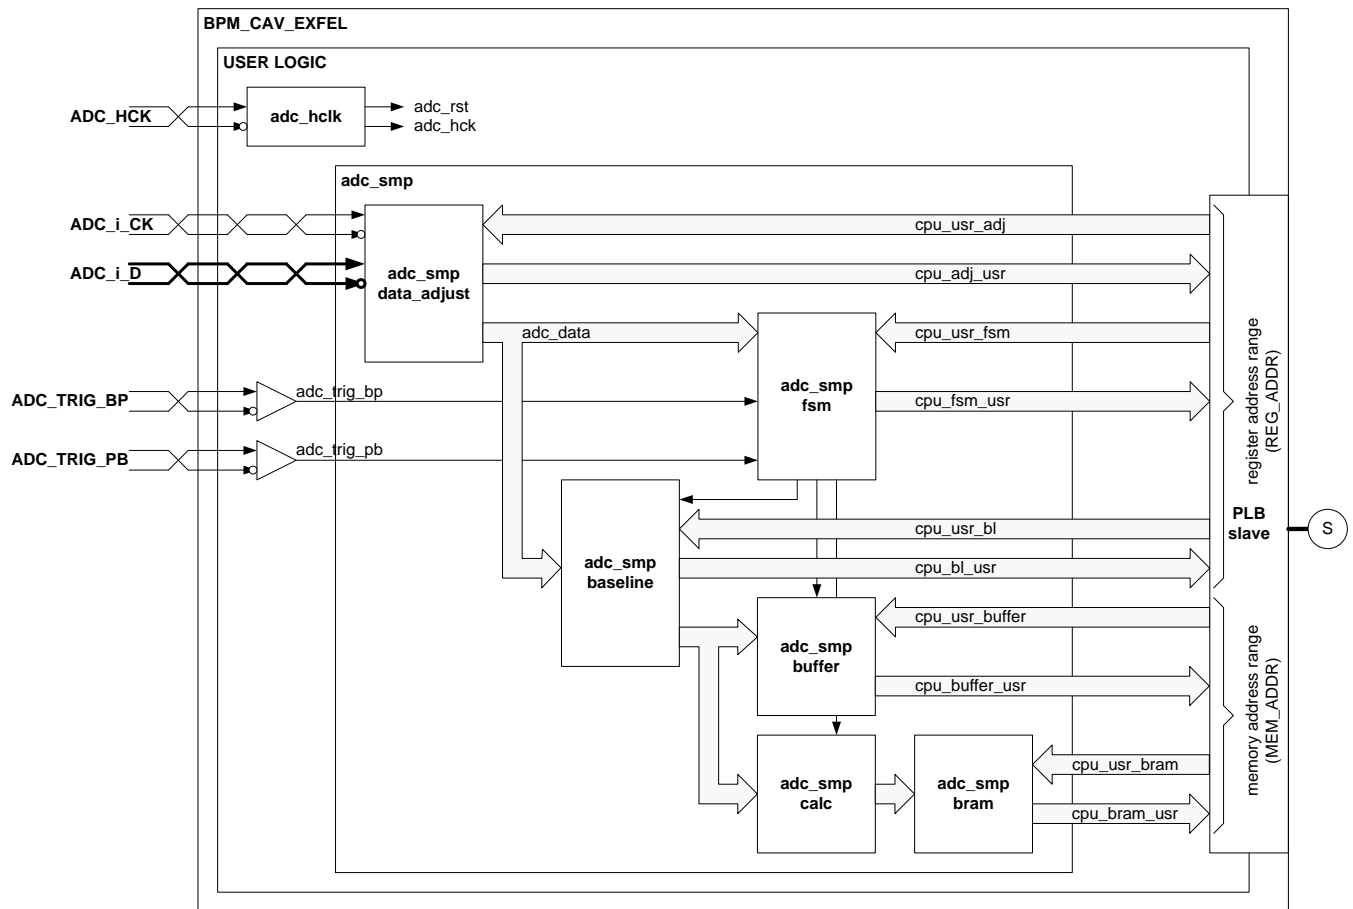 BPM_CAV_EXFEL
USER LOGIC
ADC_HCK
adc_hclk
adc_rst
adc_hck
adc_smp
ADC_i_CK
cpu_usr_adj
ADC_i_D
adc_smp
data_adjust
cpu_adj_usr
adc_data
cpu_usr_fsm
adc_smp
fsm
ADC_TRIG_BP
adc_trig_bp
cpu_fsm_usr
register address range
(REG_ADDR)
ADC_TRIG_PB
adc_trig_pb
PLB
slave
S
cpu_usr_bl
adc_smp
baseline
cpu_bl_usr
cpu_usr_buffer
adc_smp
buffer
cpu_buffer_usr
memory address range
(MEM_ADDR)
cpu_usr_bram
adc_smp
calc
adc_smp
bram
cpu_bram_usr